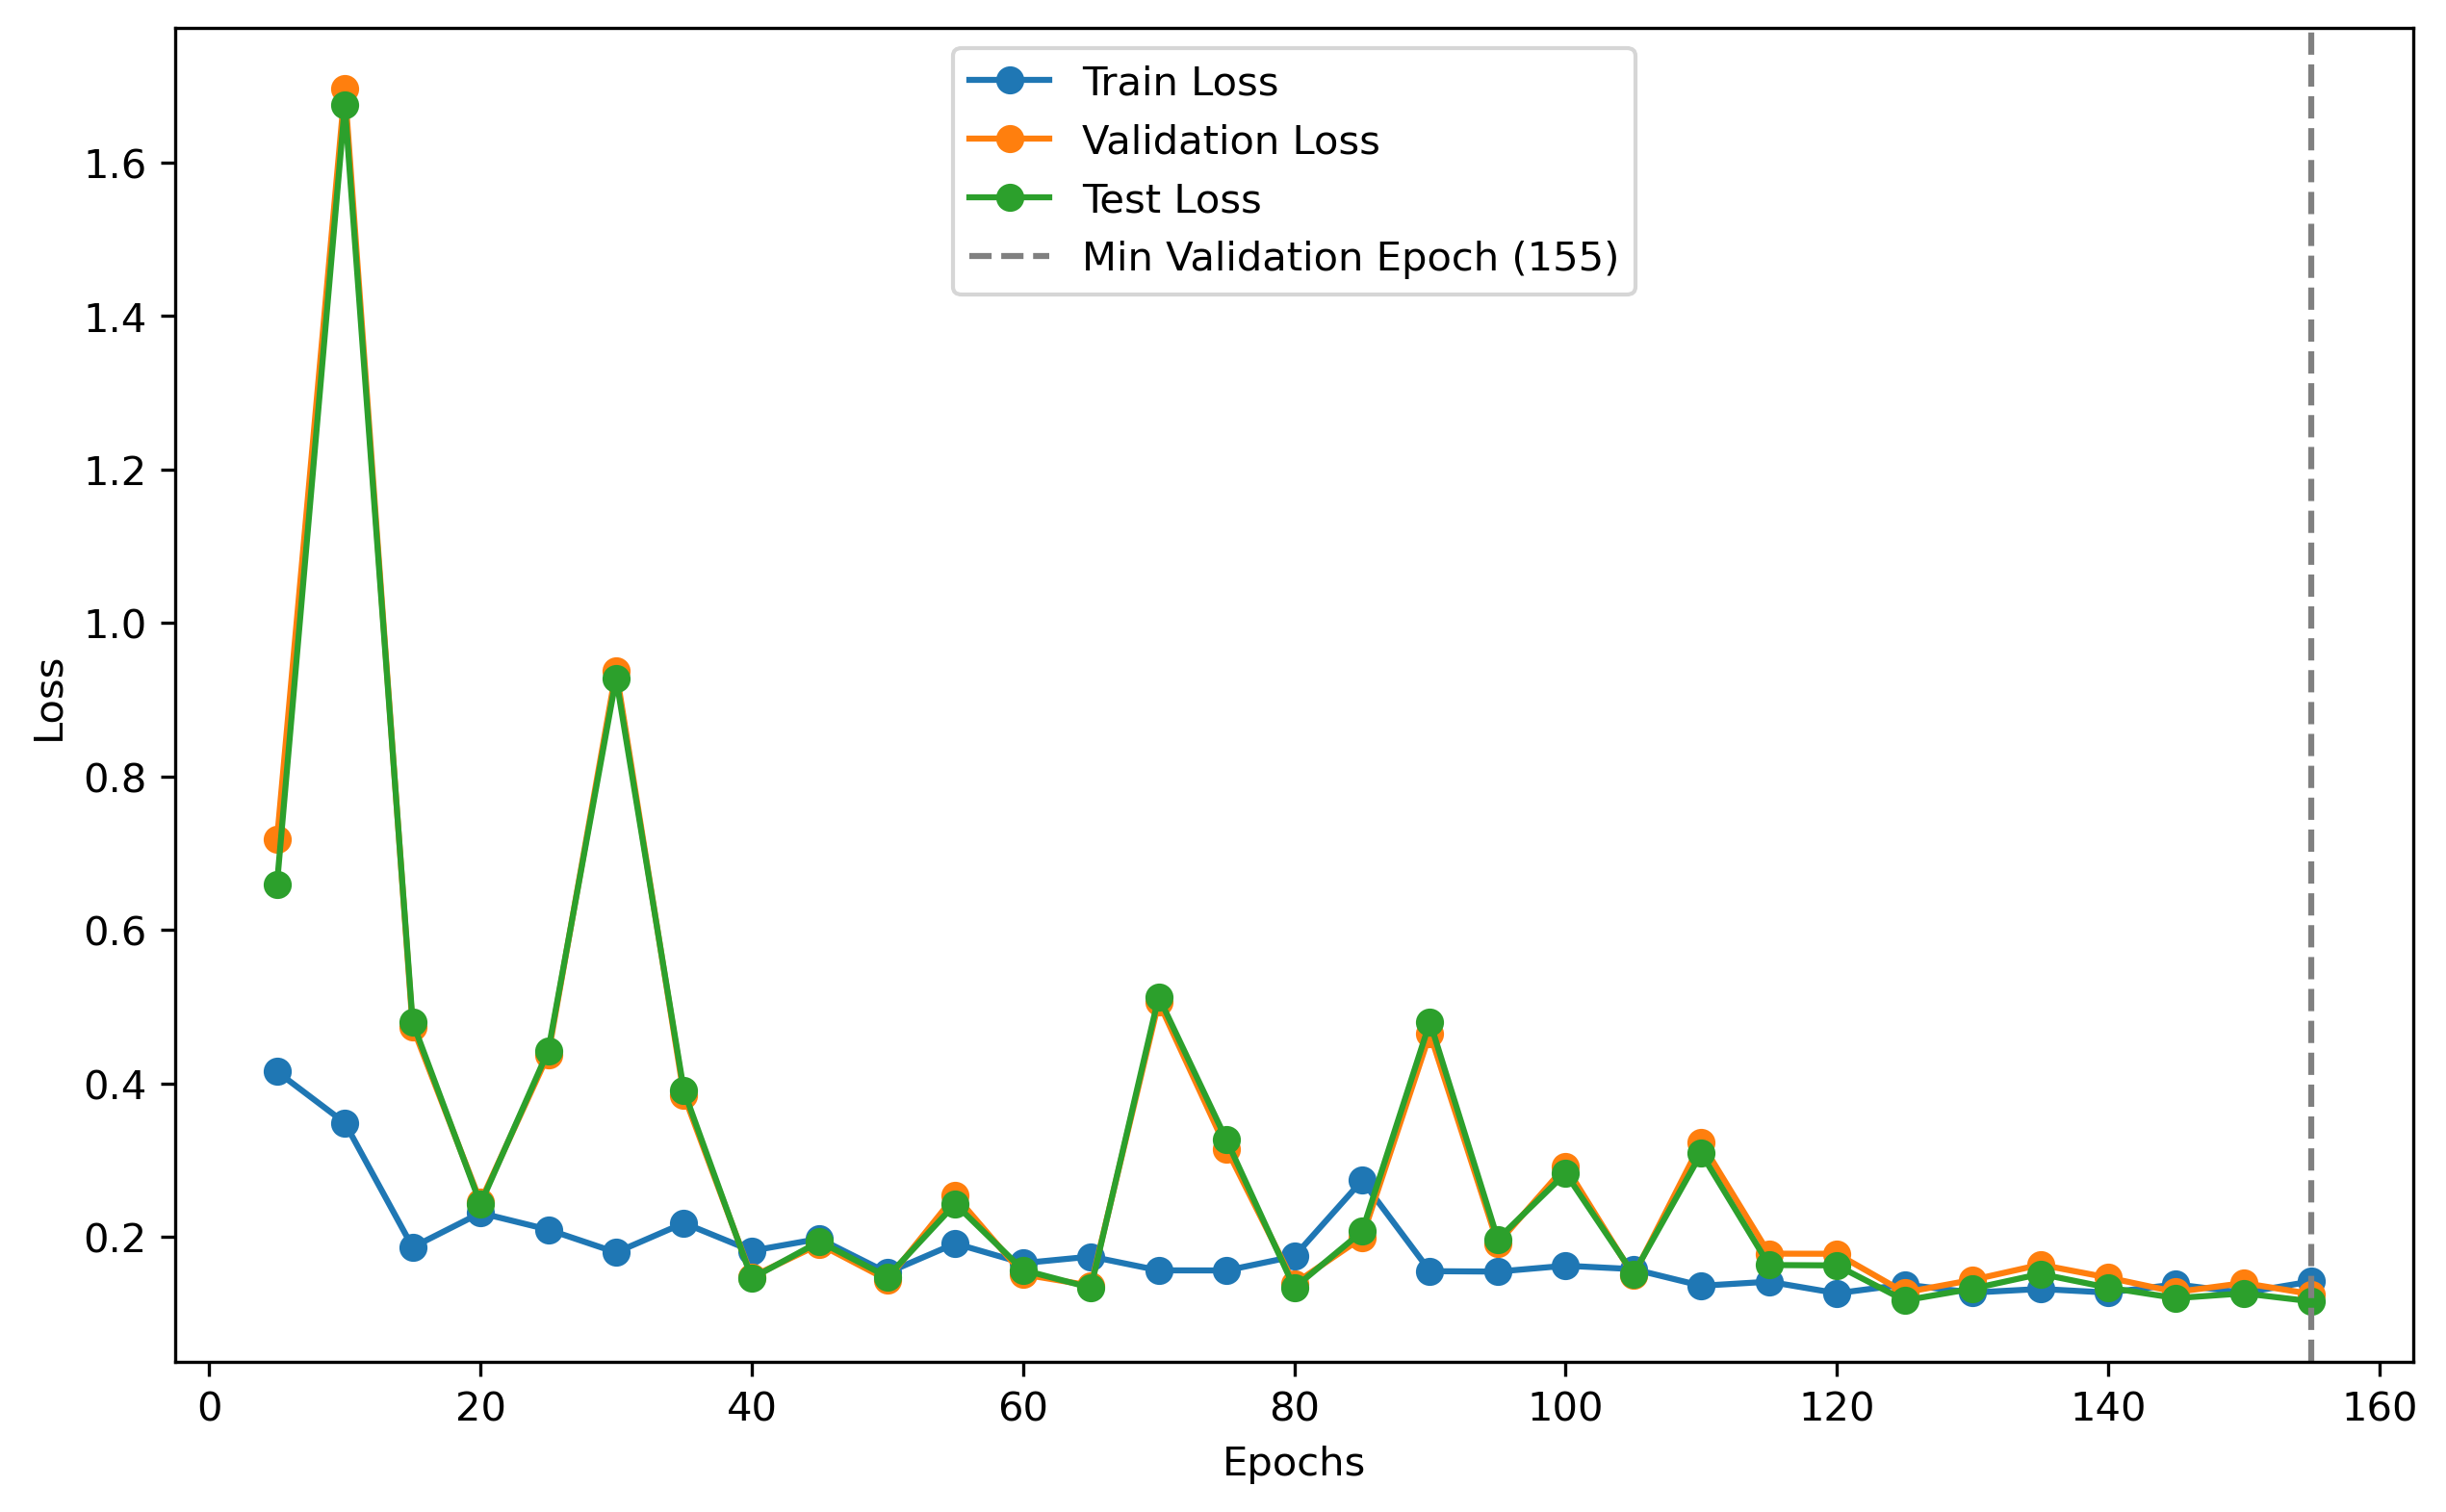 Train Loss
Validation Loss
Test Loss
Min Validation Epoch (155)
1.6
1.4
1.2
1.0
0.8
0.6
0.4
0.2
Loss
0 20 40 60 80 100 120 140 160
Epochs